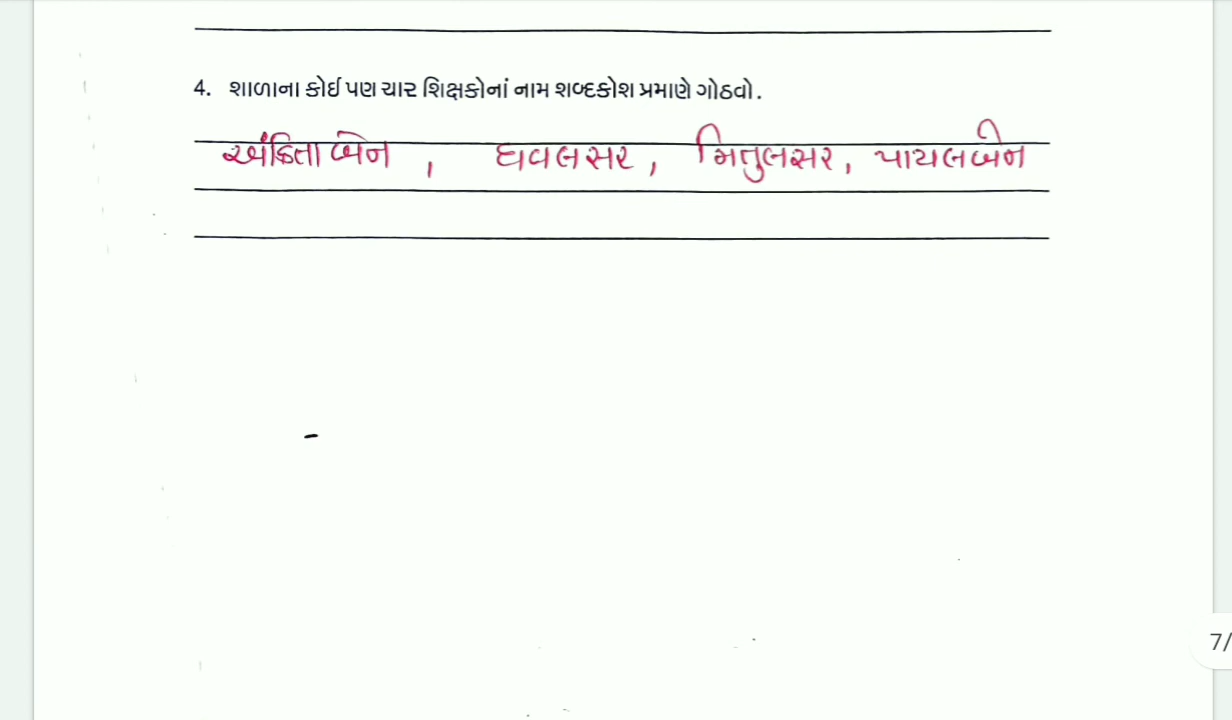 4. શાળાના કોઈ પણ ચાર શિક્ષકોનાં નામ શબ્દકોશ પ્રમાણે ગોઠવો.
અંકિતા બેન , ધવલસર, મિતુલસર, પાયલબેન
7/